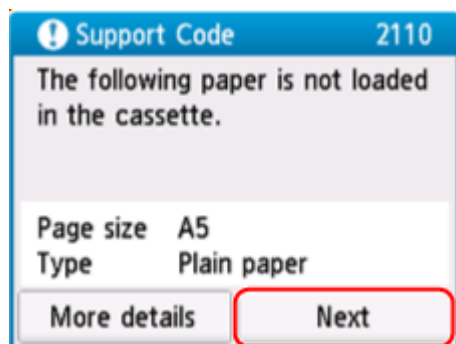 Support Code 2110
The following paper is not loaded
in the cassette.
Page size A5
Type Plain paper
More details Next